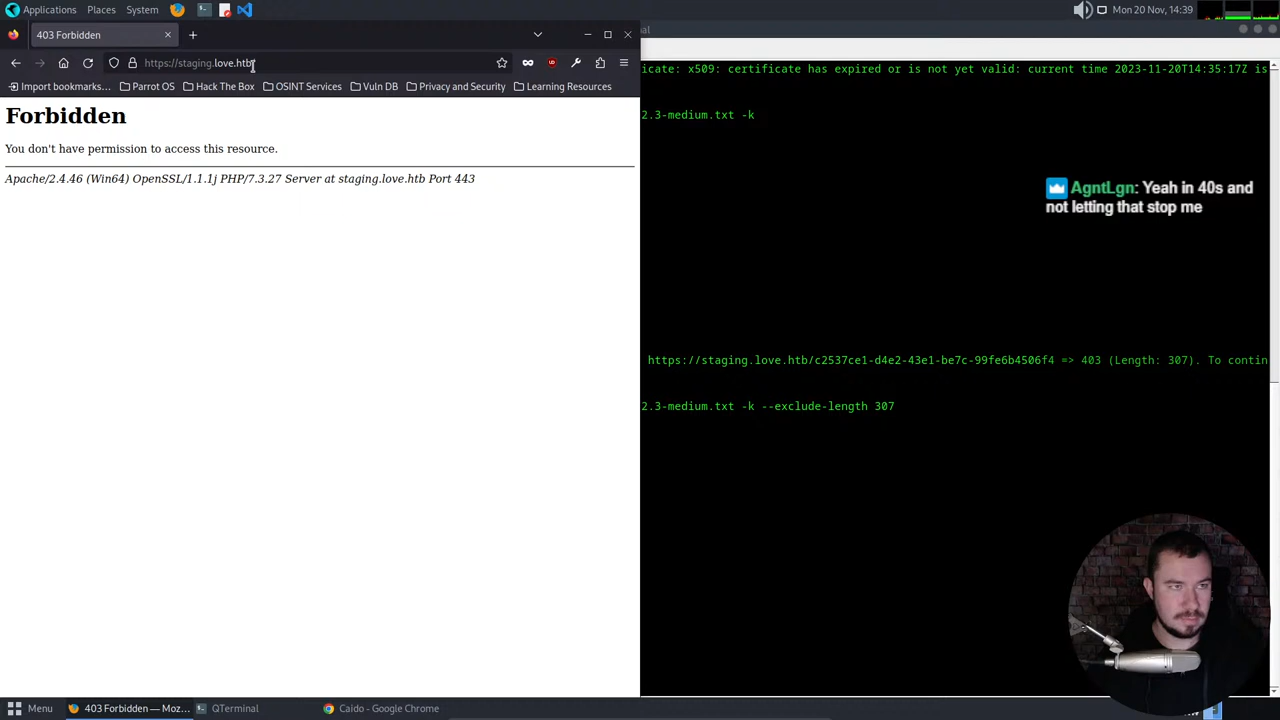 Applications Places System
Mon 20 Nov, 14:39
403 Forbidden
https://staging.love.htb
Import bookmarks... Parrot OS Hack The Box OSINT Services Vuln DB Privacy and Security Learning Resources
Forbidden
You don't have permission to access this resource.
Apache/2.4.46 (Win64) OpenSSL/1.1.1j PHP/7.3.27 Server at staging.love.htb Port 443
al
icate: x509: certificate has expired or is not yet valid: current time 2023-11-20T14:35:17Z is
2.3-medium.txt -k
AgntLgn: Yeah in 40s and
not letting that stop me
https://staging.love.htb/c2537ce1-d4e2-43e1-be7c-99fe6b4506f4 => 403 (Length: 307). To contin
2.3-medium.txt -k --exclude-length 307
Menu 403 Forbidden — Moz... QTerminal Caido - Google Chrome